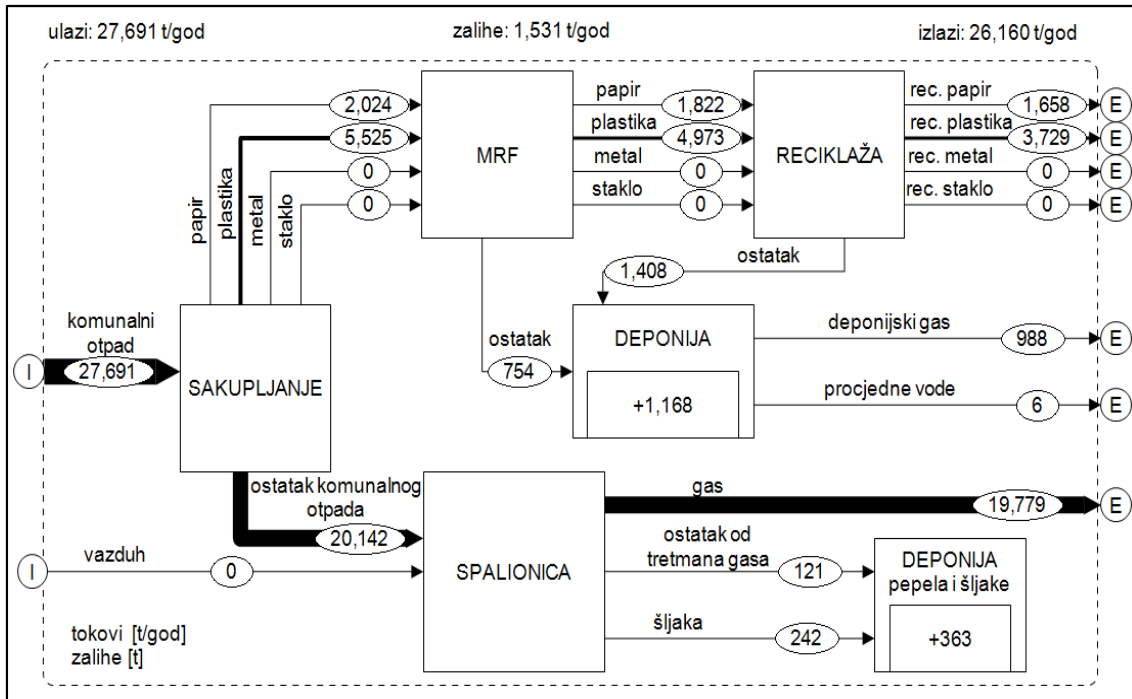 ulazi: 27,691 t/god
zalihe: 1,531 t/god
izlazi: 26,160 t/god
papir
plastika
metal
staklo
2,024
5,525
0
0
MRF
papir
1,822
plastika
4,973
metal
0
staklo
0
RECIKLAŽA
rec. papir
1,658
E
rec. plastika
3,729
E
rec. metal
0
E
rec. staklo
0
E
ostatak
1,408
ostatak
754
DEPONIJA
+1,168
deponijski gas
988
E
procjedne vode
6
E
komunalni
otpad
I
27,691
SAKUPLJANJE
ostatak komunalnog
otpada
20,142
I
vazduh
0
SPALIONICA
gas
19,779
E
ostatak od
tretmana gasa
121
šljaka
242
DEPONIJA
pepela i šljake
+363
tokovi [t/god]
zalihe [t]